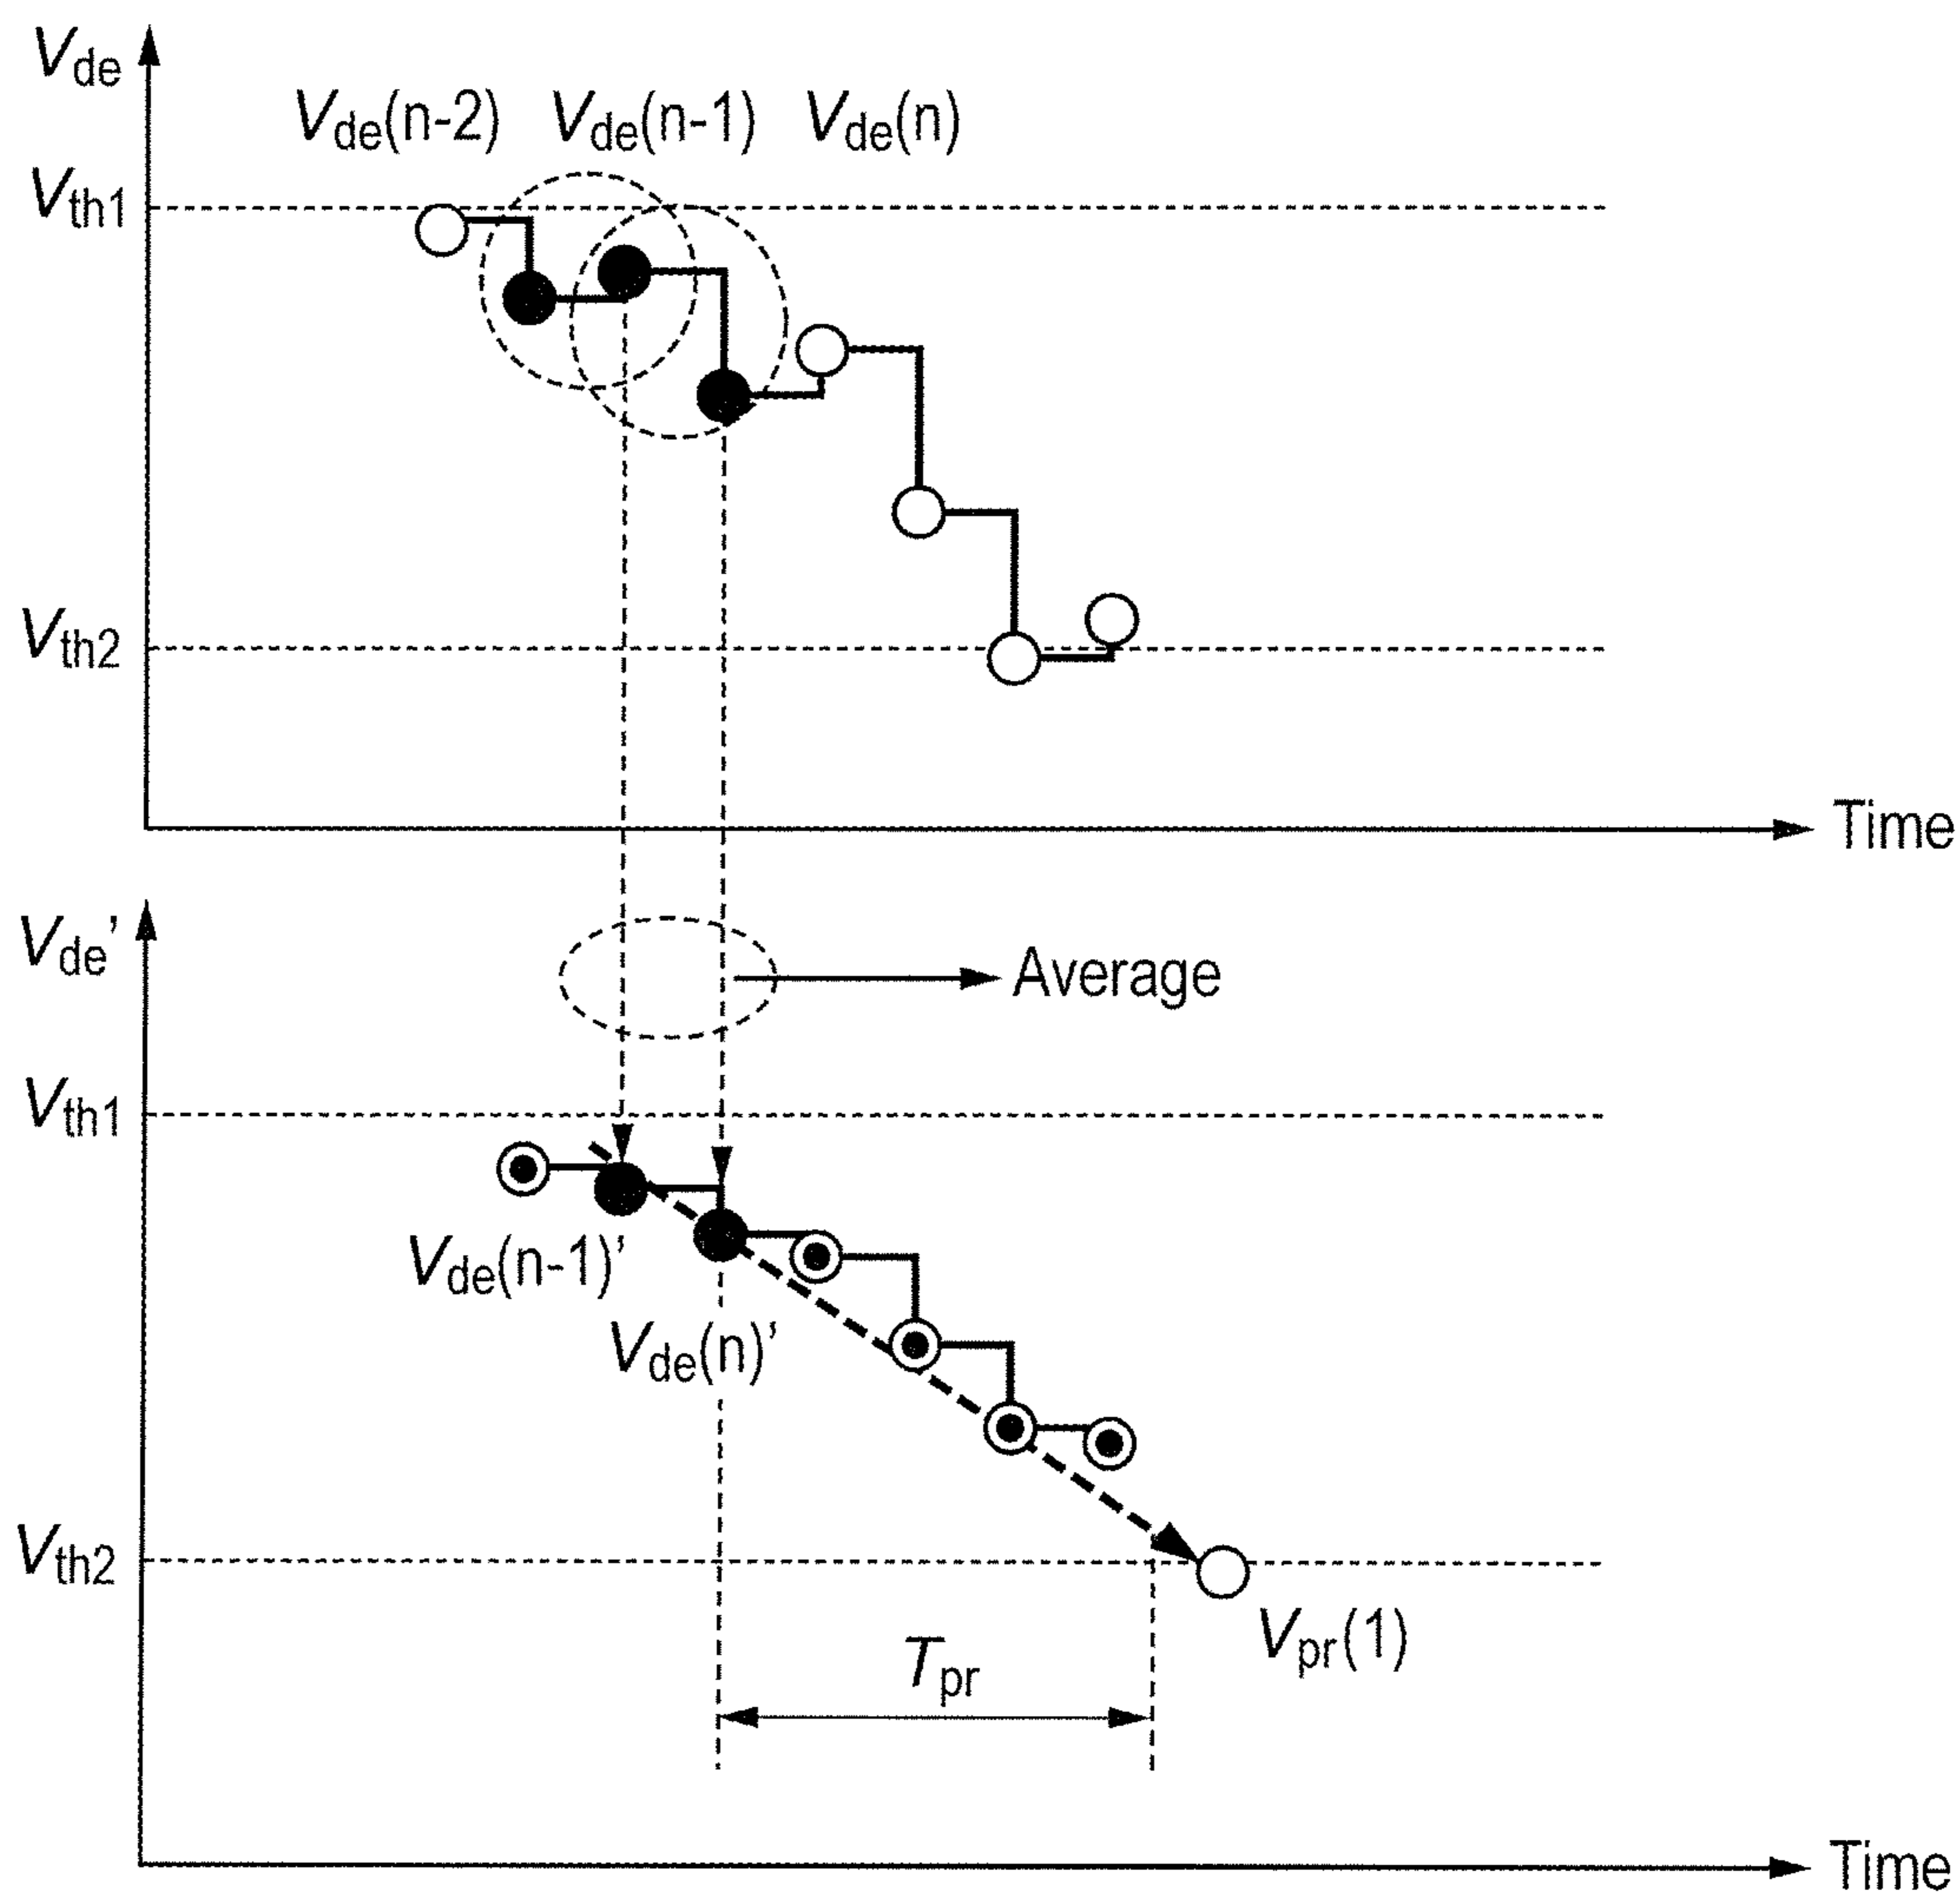 Vde
Vde(n-2) Vde(n-1) Vde(n)
Vth1
Vth2
Time
Vde’
Average
Vth1
Vde(n-1)’
Vde(n)’
Vth2
Vpr(1)
Tpr
Time